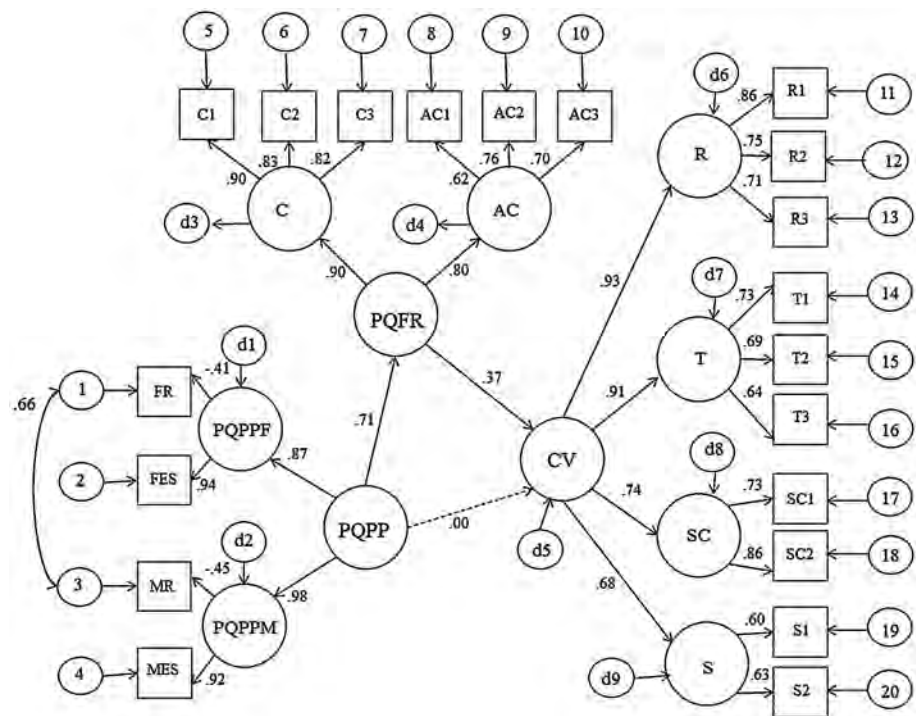 5 6 7 8 9 10
d6
C1 C2 C3 AC1 AC2 AC3
R1 11
.86
R .75 R2 12
.71
R3 13
.90 .83 .82 .62 .76 .70
d3 C d4 AC
.90 .80
.93
d7
.73 T1 14
PQFR
T .69 T2 15
.64
T3 16
d1
-.41
1 FR
.66
PQPPF
.71
.37
.91
2 FES
.94
.87
CV
d8
.74
.73 SC1 17
SC
.86 SC2 18
PQPP
.00
d5
d2
-.45
3 MR
.98
PQPPM
.68
4 MES
.92
.60 S1 19
d9 S
.63
S2 20